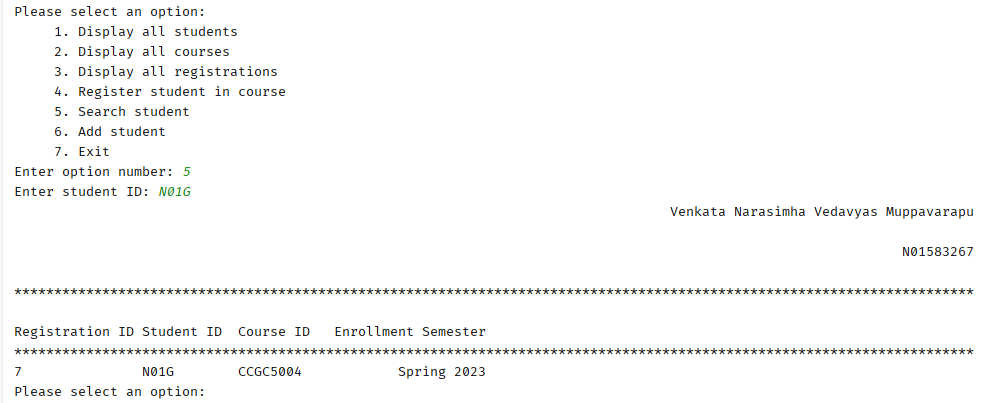 Please select an option:
1. Display all students
2. Display all courses
3. Display all registrations
4. Register student in course
5. Search student
6. Add student
7. Exit
Enter option number: 5
Enter student ID: N01G
Venkata Narasimha Vedavyas Muppavarapu
N01583267
************************************************************************************************************************
Registration ID Student ID  Course ID   Enrollment Semester
************************************************************************************************************************
7               N01G        CCGC5004            Spring 2023
Please select an option: